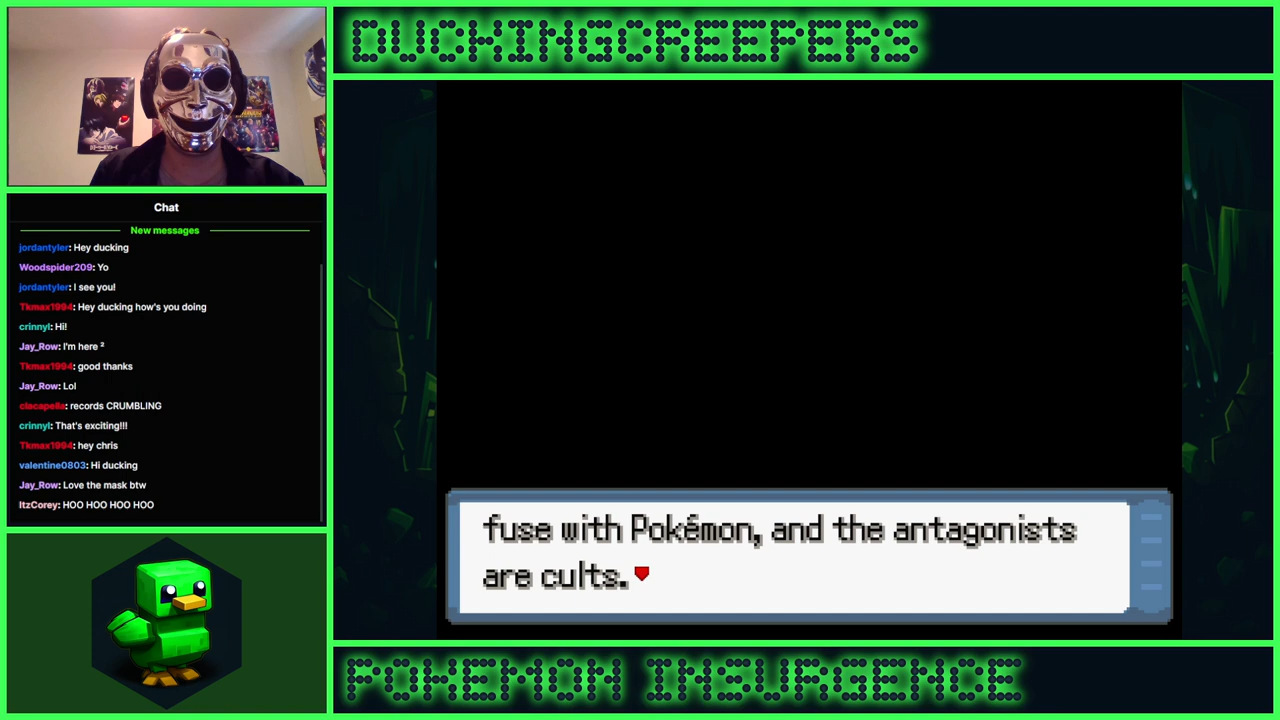 DUCKINGCREEPERS
Chat
New messages
jordantyler: Hey ducking
Woodspider209: Yo
jordantyler: I see you!
Tkmax1994: Hey ducking how's you doing
crinnyl: Hi!
Jay_Row: I'm here ²
Tkmax1994: good thanks
Jay_Row: Lol
clacapella: records CRUMBLING
crinnyl: That's exciting!!!
Tkmax1994: hey chris
valentine0803: Hi ducking
Jay_Row: Love the mask btw
ItzCorey: HOO HOO HOO HOO
fuse with Pokémon, and the antagonists
are cults.
POKEMON INSURGENCE